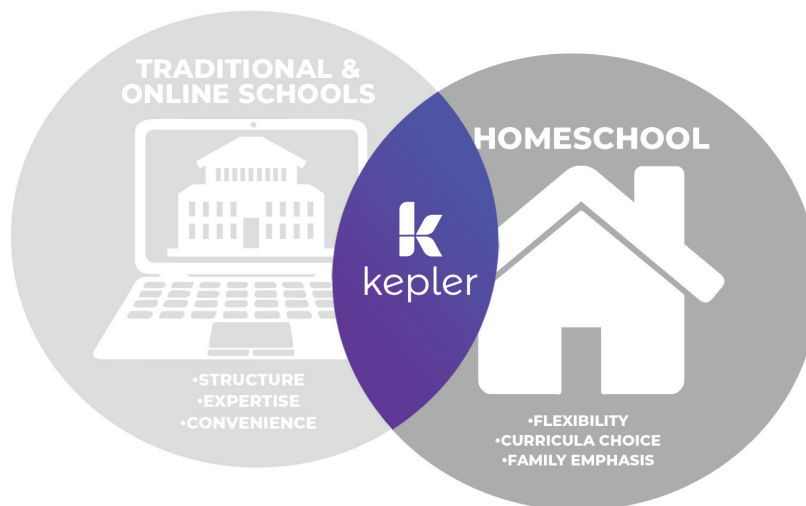 TRADITIONAL &
ONLINE SCHOOLS
•STRUCTURE
•EXPERTISE
•CONVENIENCE
k
kepler
HOMESCHOOL
•FLEXIBILITY
•CURRICULA CHOICE
•FAMILY EMPHASIS